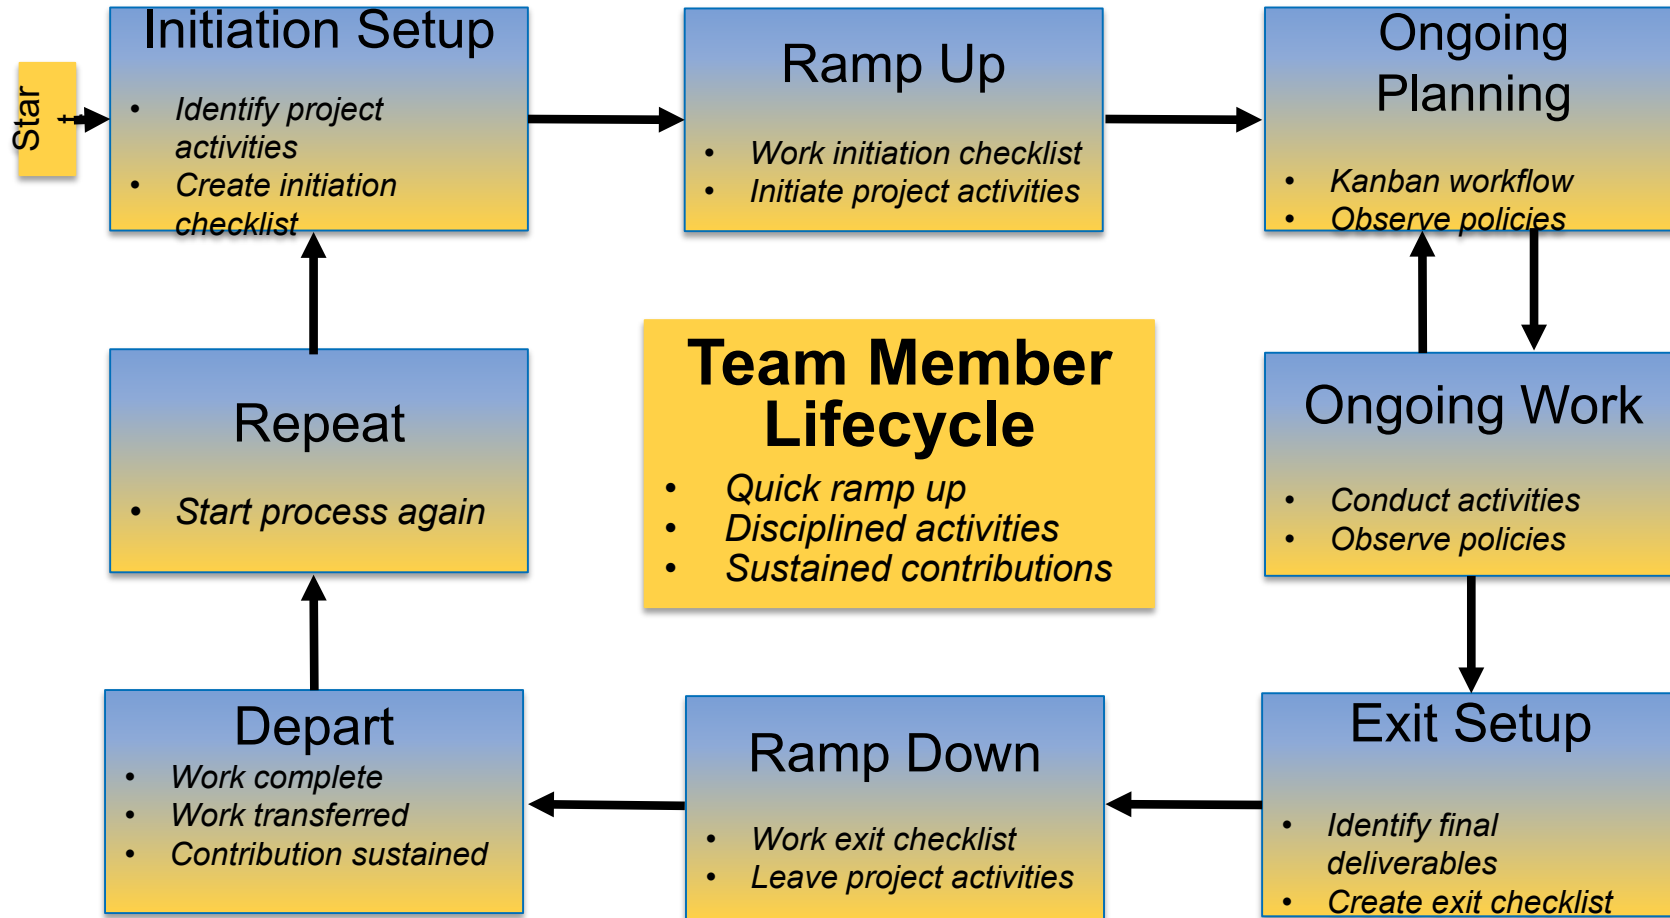 Star
t
Initiation Setup
• Identify project
activities
• Create initiation
checklist
Ramp Up
• Work initiation checklist
• Initiate project activities
Ongoing
Planning
• Kanban workflow
• Observe policies
Repeat
• Start process again
Team Member
Lifecycle
• Quick ramp up
• Disciplined activities
• Sustained contributions
Ongoing Work
• Conduct activities
• Observe policies
Depart
• Work complete
• Work transferred
• Contribution sustained
Ramp Down
• Work exit checklist
• Leave project activities
Exit Setup
• Identify final
deliverables
• Create exit checklist